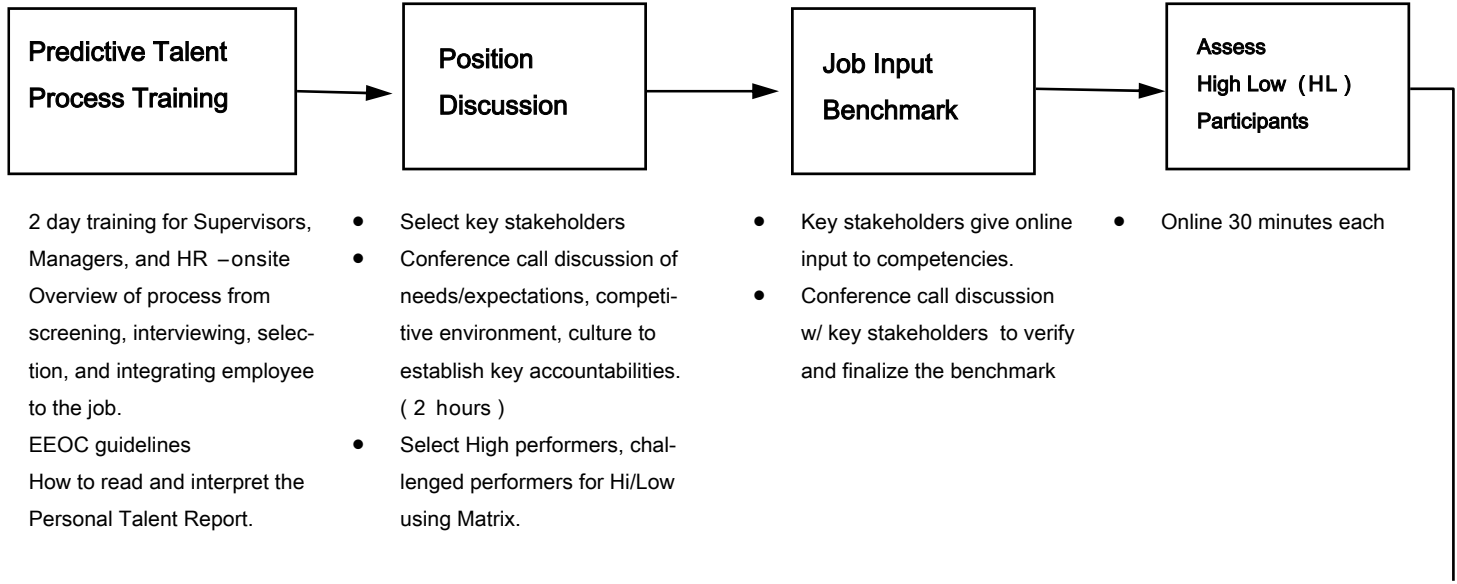 Predictive Talent
Process Training
Position
Discussion
Job Input
Benchmark
Assess
High Low (HL)
Participants
2 day training for Supervisors,
Managers, and HR –onsite
Overview of process from
screening, interviewing, selec-
tion, and integrating employee
to the job.
EEOC guidelines
How to read and interpret the
Personal Talent Report.
● Select key stakeholders
● Conference call discussion of
needs/expectations, competi-
tive environment, culture to
establish key accountabilities.
( 2 hours )
● Select High performers, chal-
lenged performers for Hi/Low
using Matrix.
● Key stakeholders give online
input to competencies.
● Conference call discussion
w/ key stakeholders to verify
and finalize the benchmark
● Online 30 minutes each